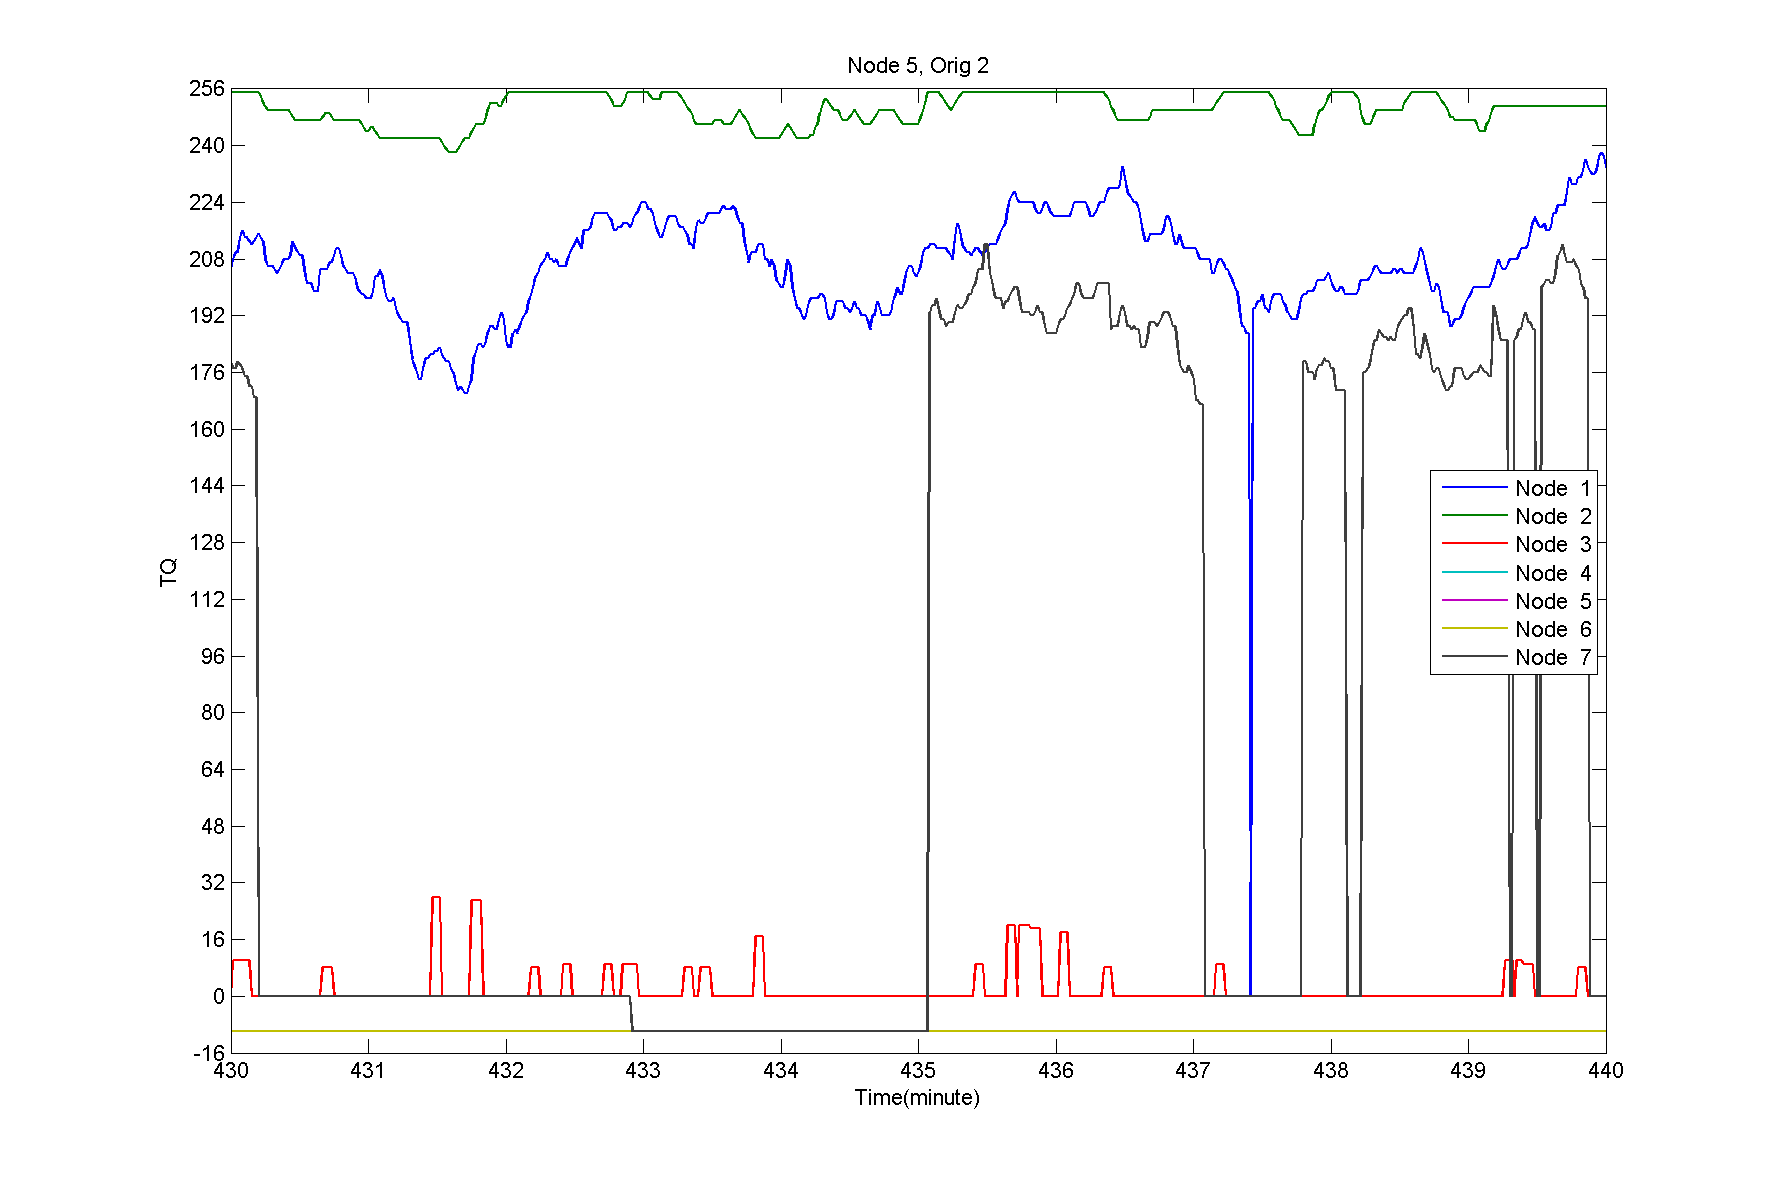 Node 5, Orig 2
256
240
224
208
192
176
160
144
128
112
96
80
64
48
32
16
0
-16
TQ
Node 1
Node 2
Node 3
Node 4
Node 5
Node 6
Node 7
430 431 432 433 434 435 436 437 438 439 440
Time(minute)